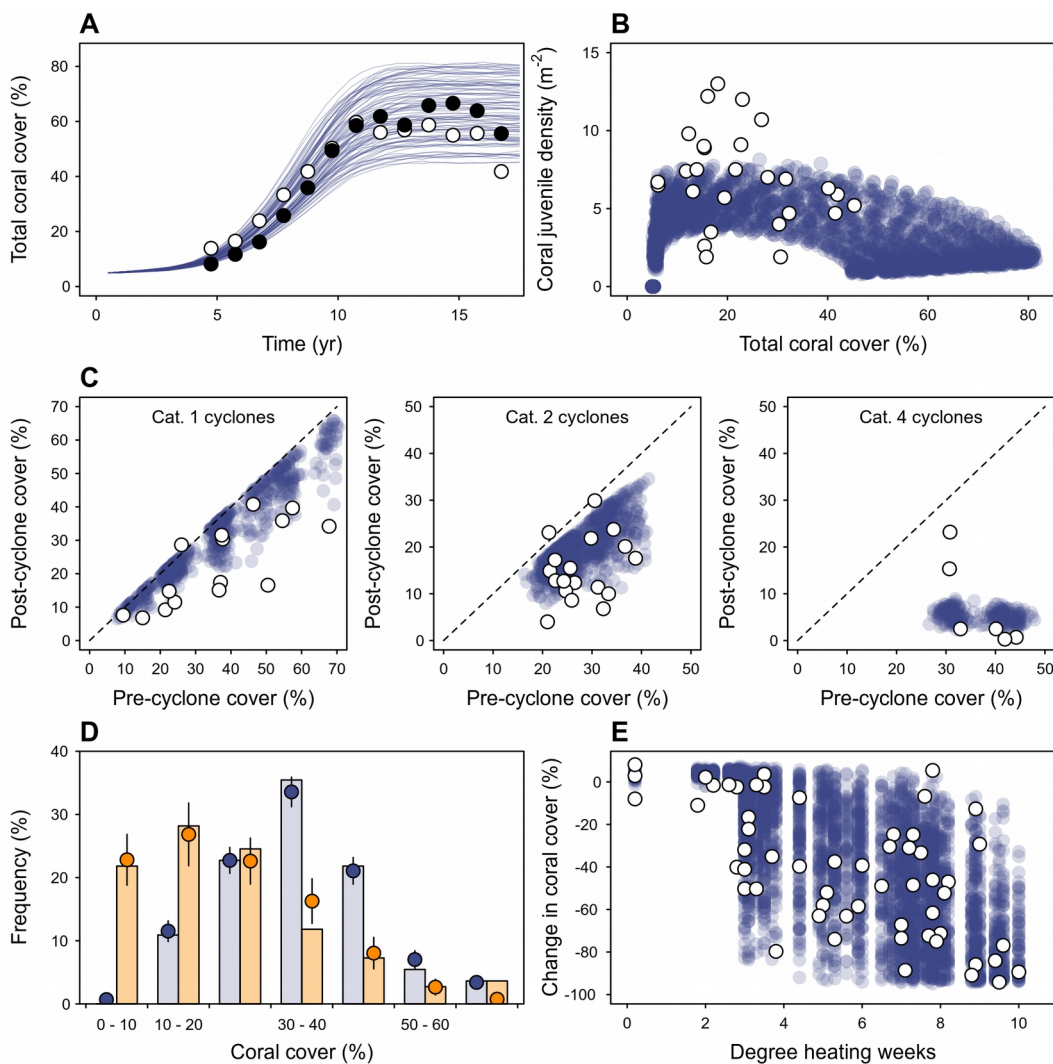 A
Total coral cover (%)
80
60
40
20
0
0 5 10 15
Time (yr)
B
Coral juvenile density (m-2)
15
10
5
0
0 20 40 60 80
Total coral cover (%)
C
Cat. 1 cyclones
Post-cyclone cover (%)
70
60
50
40
30
20
10
0
0 10 20 30 40 50 60 70
Pre-cyclone cover (%)
Cat. 2 cyclones
Post-cyclone cover (%)
50
40
30
20
10
0
0 10 20 30 40 50
Pre-cyclone cover (%)
Cat. 4 cyclones
Post-cyclone cover (%)
50
40
30
20
10
0
0 10 20 30 40 50
Pre-cyclone cover (%)
D
Frequency (%)
40
30
20
10
0
0 - 10 10 - 20 30 - 40 50 - 60
Coral cover (%)
E
Change in coral cover (%)
0
-20
-40
-60
-80
-100
0 2 4 6 8 10
Degree heating weeks